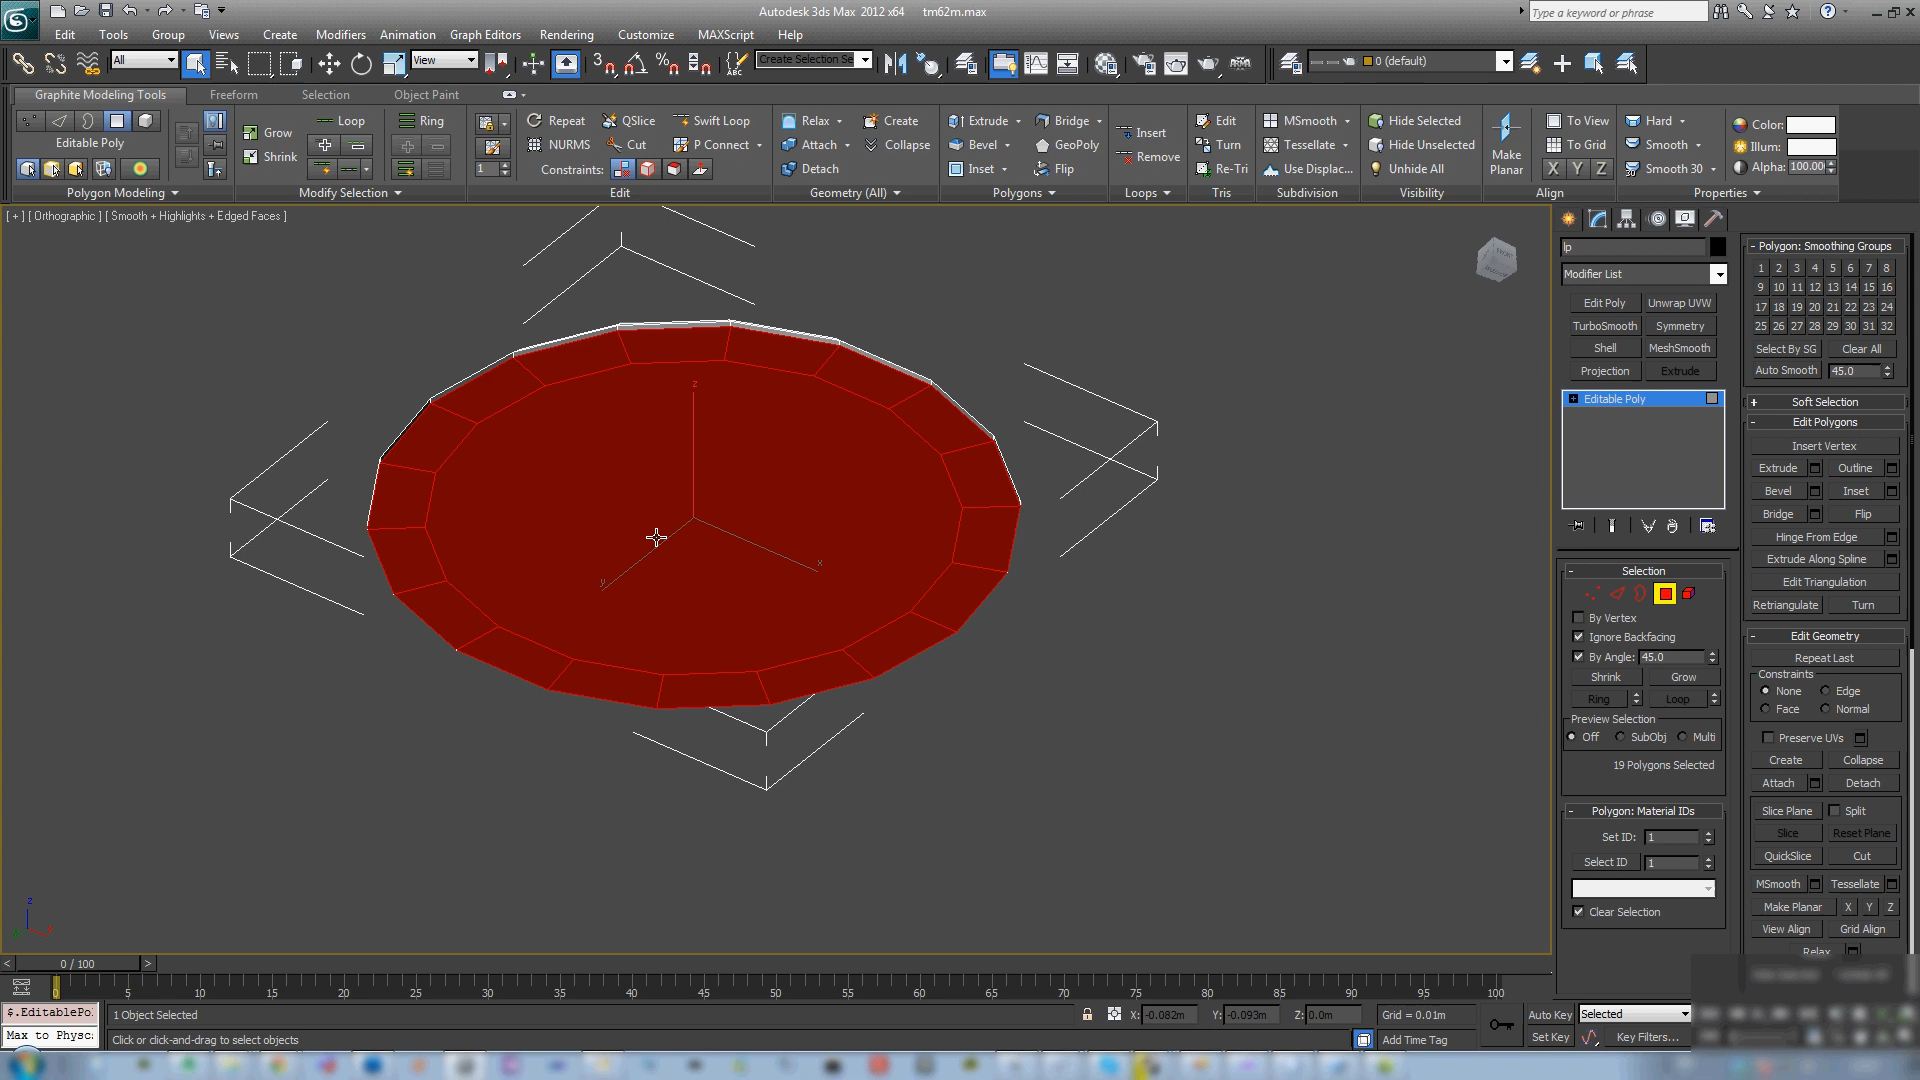 Autodesk 3ds Max 2012 x64 tm62m.max
Type a keyword or phrase
Edit Tools Group Views Create Modifiers Animation Graph Editors Rendering Customize MAXScript Help
All View 3 Create Selection Se 0 (default)
Graphite Modeling Tools Freeform Selection Object Paint
Loop Ring Repeat QSlice Swift Loop Relax Create Extrude Bridge Insert Edit MSmooth Hide Selected To View Hard Color:
Edit Poly Grow NURMS Cut P Connect Attach Collapse Bevel GeoPoly Remove Turn Tessellate Hide Unselected Make Planar To Grid Smooth Illum:
Shrink 1 Constraints: Detach Inset Flip Re-Tri Use Displac... Unhide All X Y Z Smooth 30 Alpha: 100.00
Polygon Modeling Modify Selection Edit Geometry (All) Polygons Loops Tris Subdivision Visibility Align Properties
[ + ] [ Orthographic ] [ Smooth + Highlights + Edged Faces ]
z
x
y
z
lp
Modifier List
Edit Poly Unwrap UVW
TurboSmooth Symmetry
Shell MeshSmooth
Projection Extrude
Editable Poly
- Selection
By Vertex
Ignore Backfacing
By Angle: 45.0
Shrink Grow
Ring Loop
Preview Selection
Off SubObj Multi
19 Polygons Selected
- Polygon: Material IDs
Set ID: 1
Select ID 1
Clear Selection
- Polygon: Smoothing Groups
1 2 3 4 5 6 7 8
9 10 11 12 13 14 15 16
17 18 19 20 21 22 23 24
25 26 27 28 29 30 31 32
Select By SG Clear All
Auto Smooth 45.0
+ Soft Selection
- Edit Polygons
Insert Vertex
Extrude Outline
Bevel Inset
Bridge Flip
Hinge From Edge
Extrude Along Spline
Edit Triangulation
Retriangulate Turn
- Edit Geometry
Repeat Last
Constraints
None Edge
Face Normal
Preserve UVs
Create Collapse
Attach Detach
Slice Plane Split
Slice Reset Plane
QuickSlice Cut
MSmooth Tessellate
Make Planar X Y Z
View Align Grid Align
Relax
< 0 / 100 >
0 5 10 15 20 25 30 35 40 45 50 55 60 65 70 75 80 85 90 95 100
$.EditablePo 1 Object Selected X: -0.082m Y: -0.093m Z: 0.0m Grid = 0.01m Auto Key Selected
Max to Physc Click or click-and-drag to select objects Add Time Tag Set Key Key Filters...